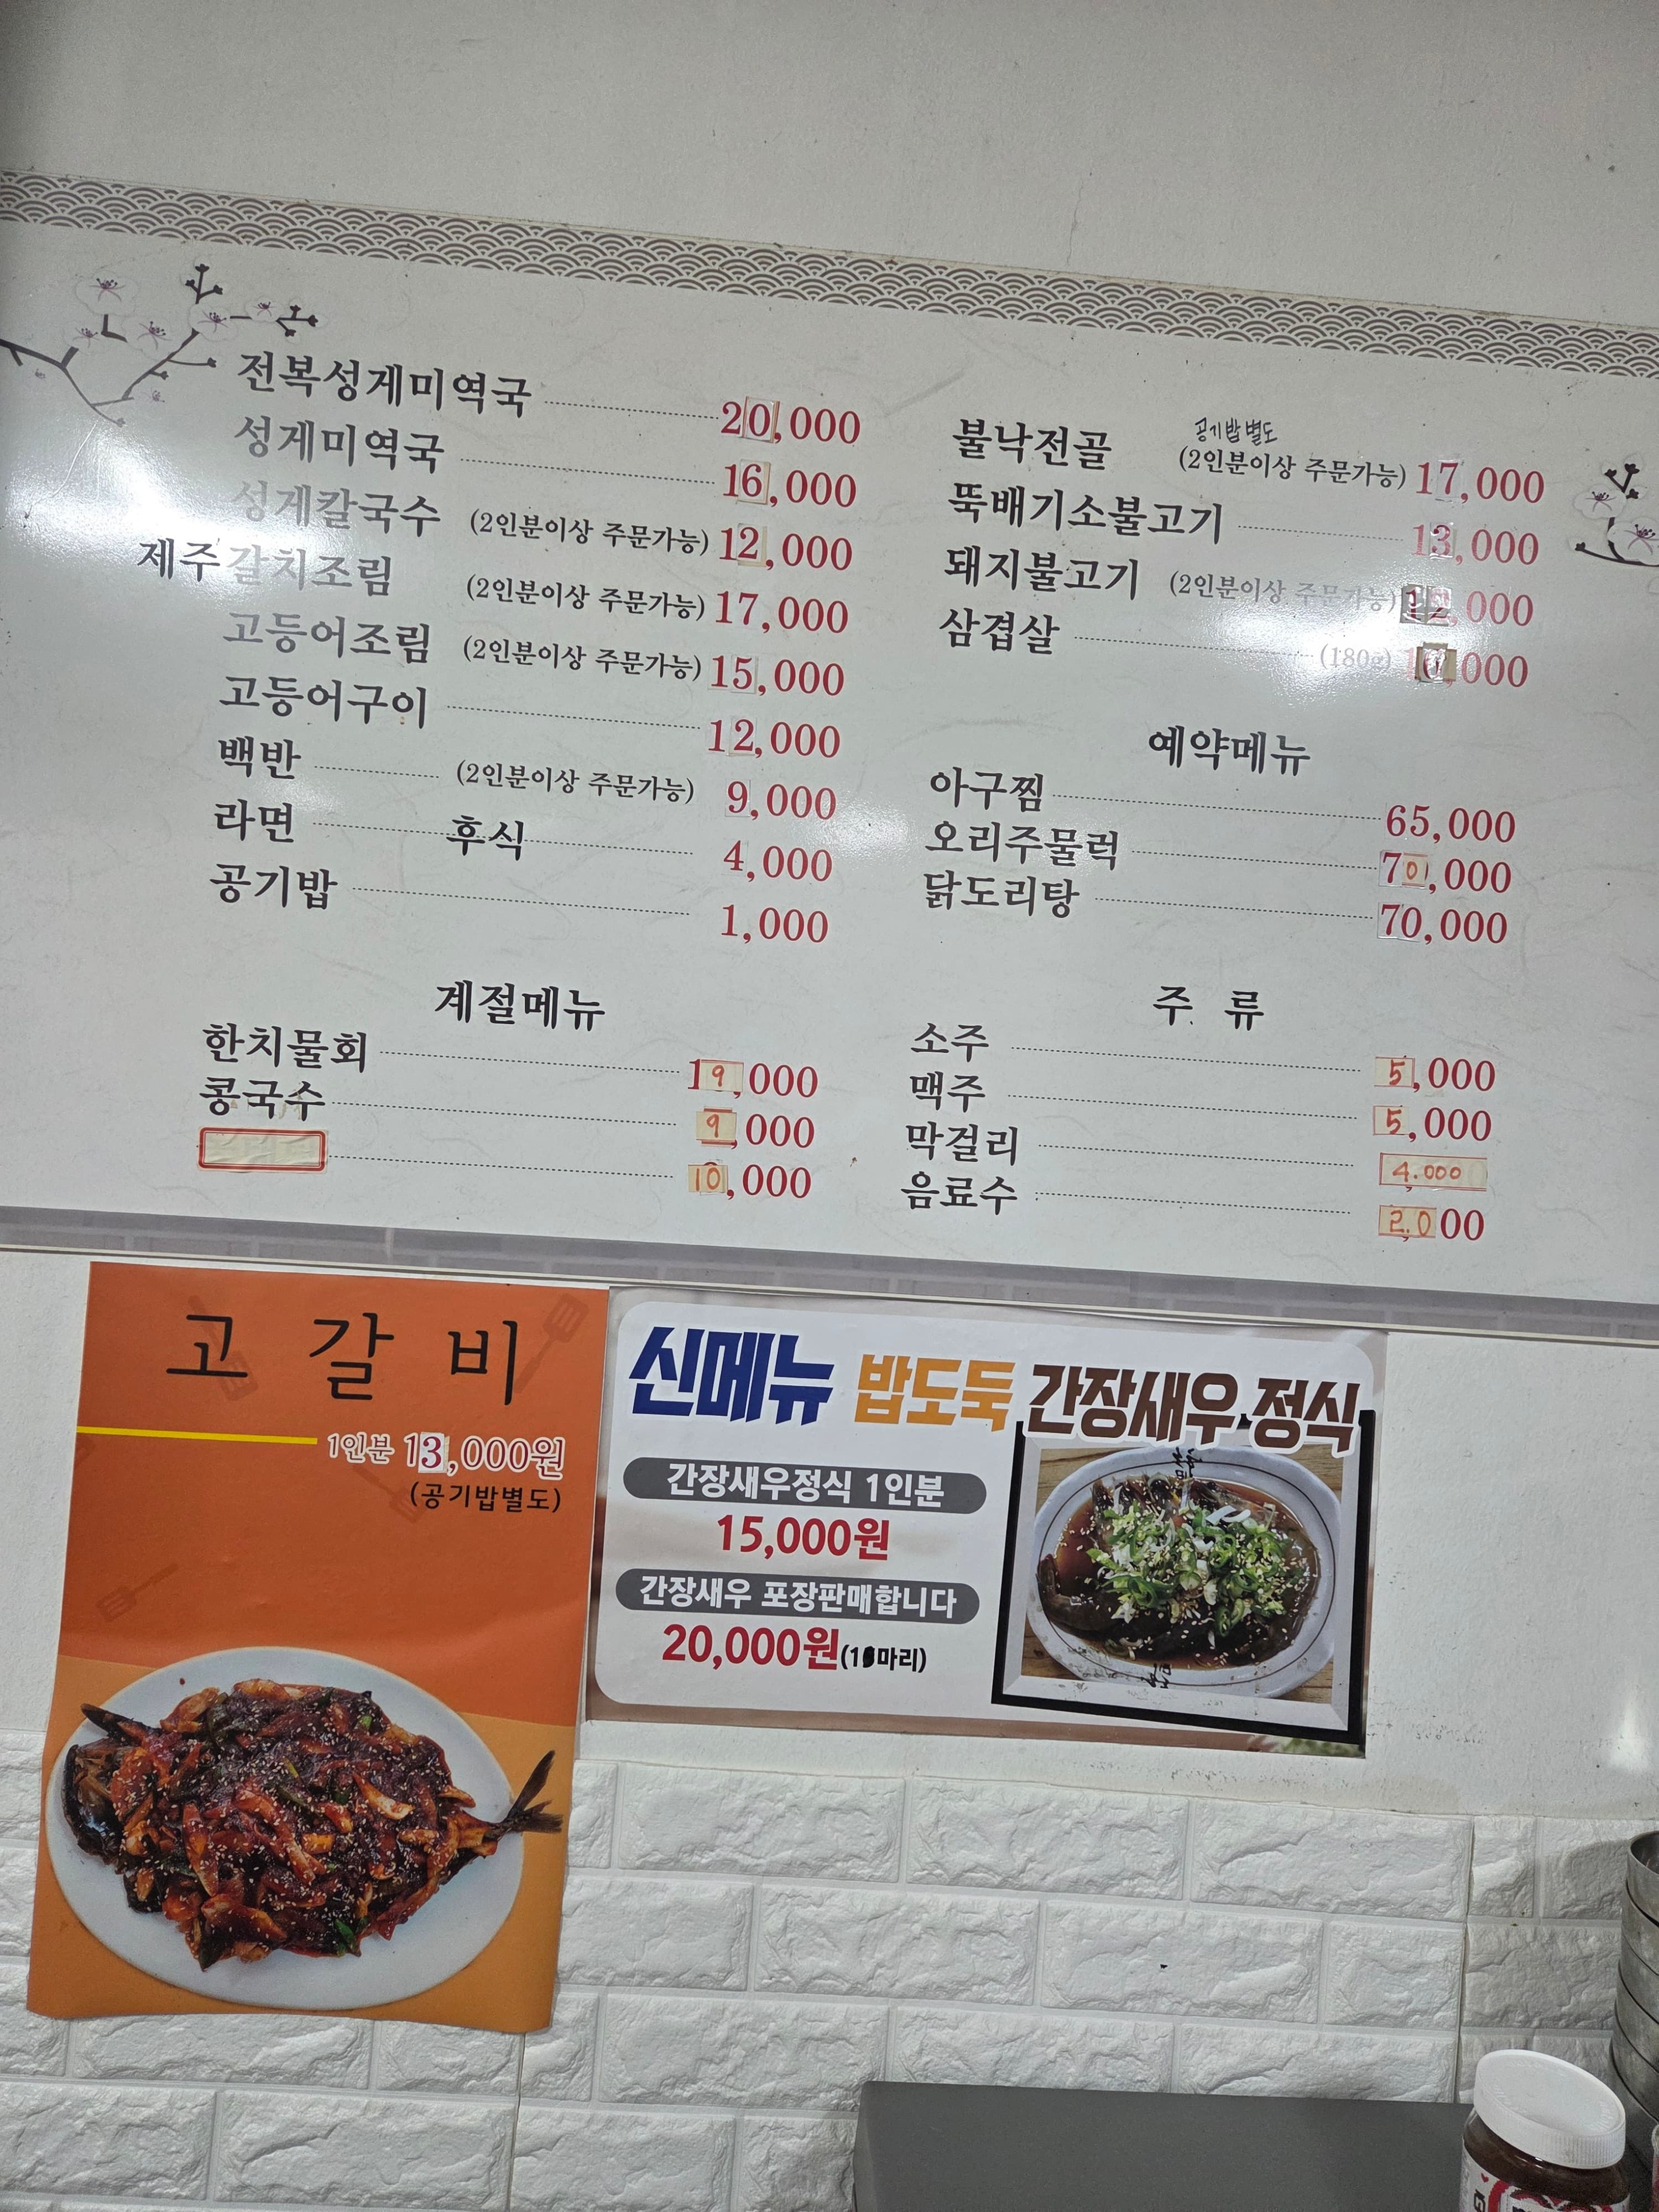 전복성게미역국 20,000
성게미역국 16,000
성게칼국수 (2인분이상 주문가능) 12,000
제주갈치조림 (2인분이상 주문가능) 17,000
고등어조림 (2인분이상 주문가능) 15,000
고등어구이 12,000
백반 (2인분이상 주문가능) 9,000
라면 후식 4,000
공기밥 1,000
계절메뉴
한치물회 19,000
콩국수 9,000
10,000
공기밥별도
불낙전골 (2인분이상 주문가능) 17,000
뚝배기소불고기 13,000
돼지불고기 (2인분이상 주문가능) 12,000
삼겹살 (180g)
예약메뉴
아구찜 65,000
오리주물럭 70,000
닭도리탕 70,000
주 류
소주 5,000
맥주 5,000
막걸리 4,000
음료수 2,000
고 갈 비
1인분 13,000원
(공기밥별도)
신메뉴 밥도둑 간장새우 정식
간장새우정식 1인분
15,000원
간장새우 포장판매합니다
20,000원